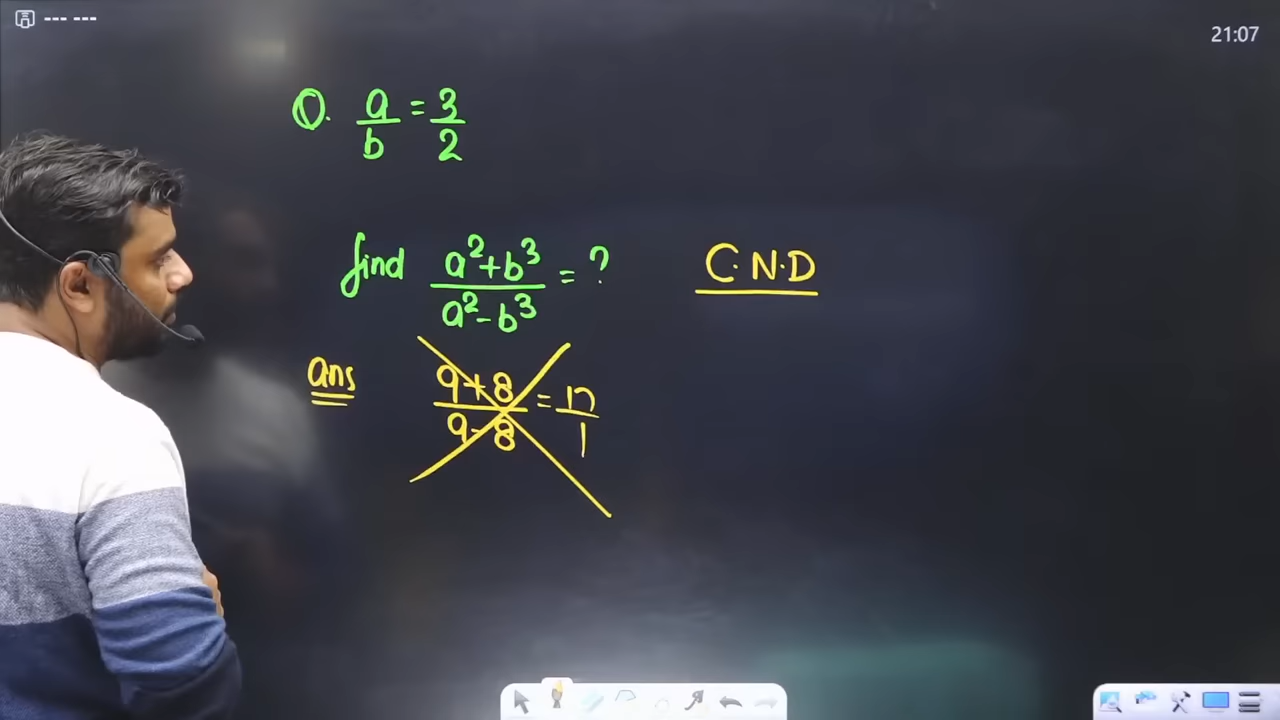 --- ---
21:07
Q. a/b = 3/2
find (a²+b³)/(a²-b³) = ?
C.N.D
ans (9+8)/(9-8) = 17/1